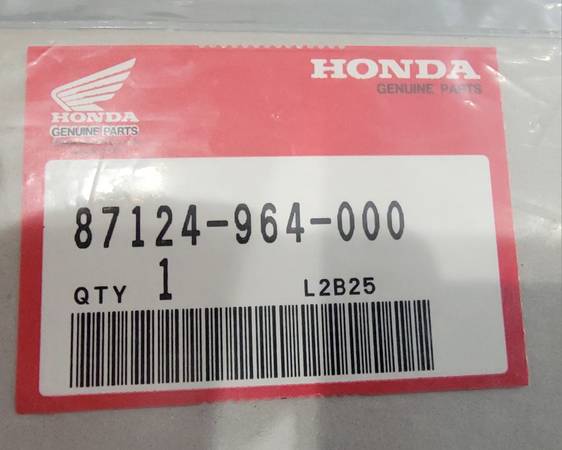 HONDA
GENUINE PARTS
HONDA
GENUINE PARTS
87124-964-000
QTY 1 L2B25